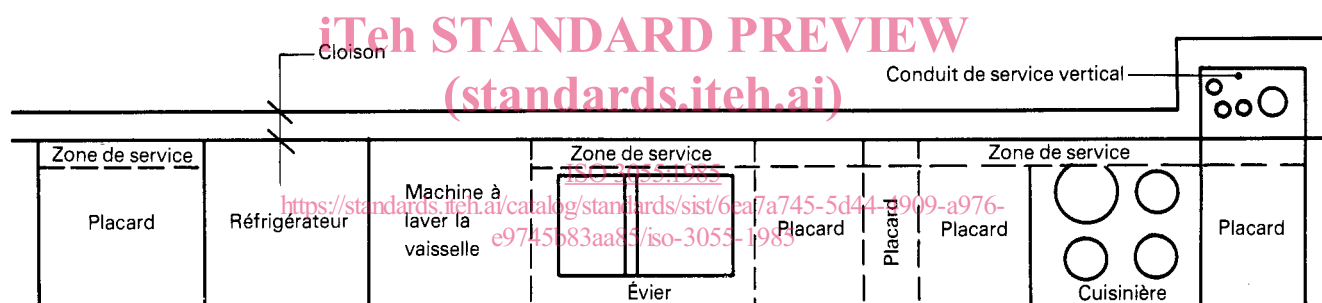 iTeh STANDARD PREVIEW
(standards.iteh.ai)
Cloison
Conduit de service vertical
Zone de service
Zone de service
Zone de service
ISO 3055:1985
https://standards.iteh.ai/catalog/standards/sist/6ea7a745-5d44-4909-a976-
e9745b83aa85/iso-3055-1985
Placard
Réfrigérateur
Machine à
laver la
vaisselle
Évier
Placard
Placard
Placard
Cuisinière
Placard